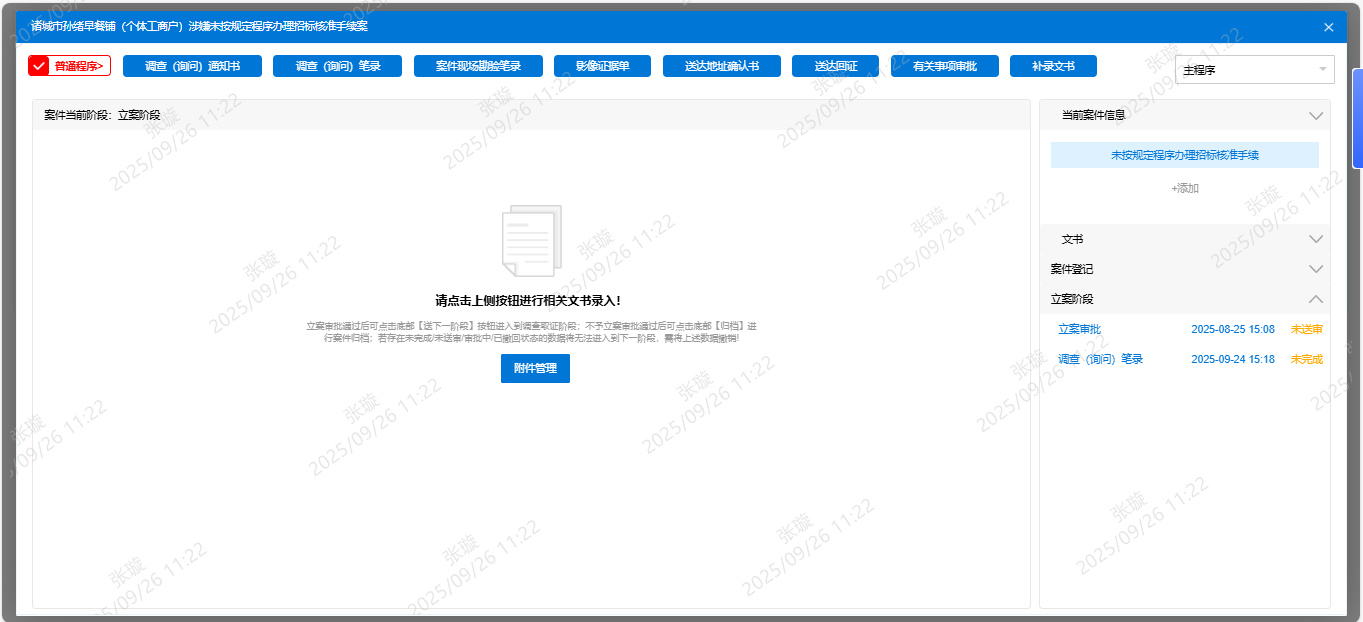 诸城市孙绪早餐铺（个体工商户）涉嫌未按规定程序办理招标核准手续案
普通程序>
调查（询问）通知书
调查（询问）笔录
案件现场勘验笔录
影像证据单
送达地址确认书
送达回证
有关事项审批
补录文书
主程序
案件当前阶段：立案阶段
请点击上侧按钮进行相关文书录入！
立案审批通过后可点击底部【送下一阶段】按钮进入到调查取证阶段；不予立案审批通过后可点击底部【归档】进
行案件归档；若存在未完成/未送审/审批中/已撤回状态的数据将无法进入到下一阶段，需将上述数据撤销!
附件管理
当前案件信息
未按规定程序办理招标核准手续
+添加
文书
案件登记
立案阶段
立案审批 2025-08-25 15:08 未送审
调查（询问）笔录 2025-09-24 15:18 未完成
张璇
2025/09/26 11:22